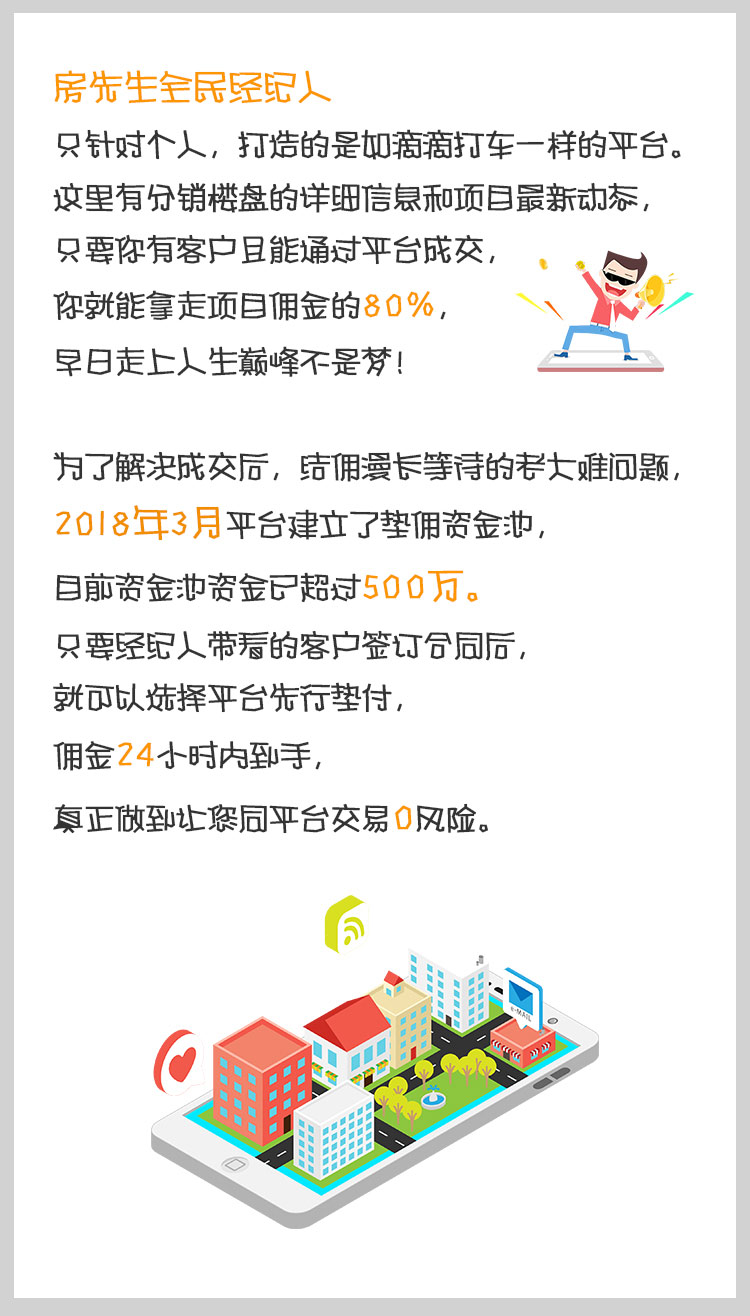 房先生全民经纪人
只针对个人，打造的是如滴滴打车一样的平台。
这里有分销楼盘的详细信息和项目最新动态，
只要你有客户且能通过平台成交，
你就能拿走项目佣金的80%，
早日走上人生巅峰不是梦！
为了解决成交后，结佣漫长等待的老大难问题，
2018年3月平台建立了垫佣资金池，
目前资金池资金已超过500万。
只要经纪人带看的客户签订合同后，
就可以选择平台先行垫付，
佣金24小时内到手，
真正做到让您同平台交易0风险。
e-MAIL